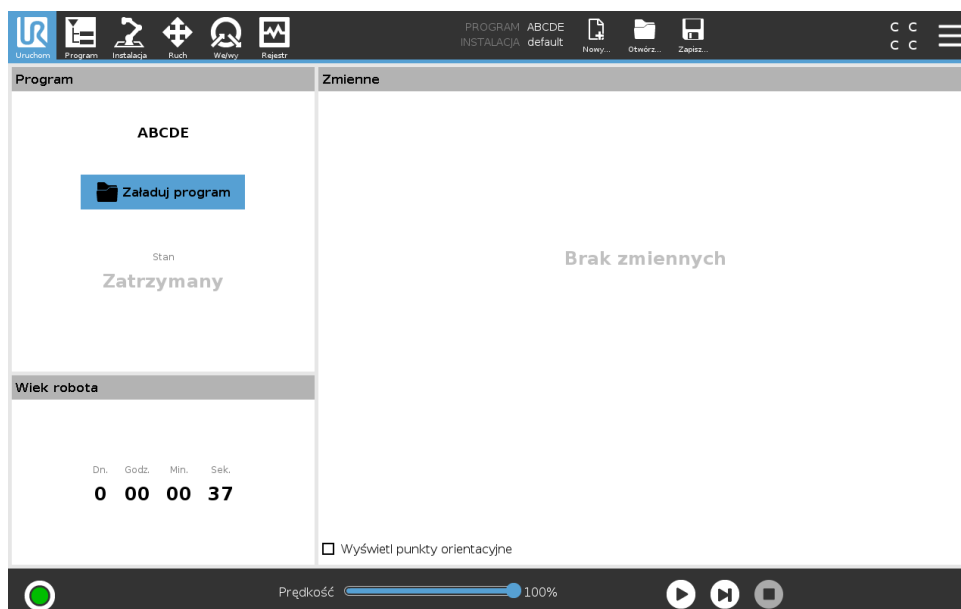 UR
Uruchom Program Instalacja Ruch We/wy Rejestr
PROGRAM ABCDE
INSTALACJA default
Nowy... Otwórz... Zapisz...
C C
C C
Program
ABCDE
Załaduj program
Stan
Zatrzymany
Wiek robota
Dn. Godz. Min. Sek.
0 00 00 37
Zmienne
Brak zmiennych
Wyświetl punkty orientacyjne
Prędkość 100%